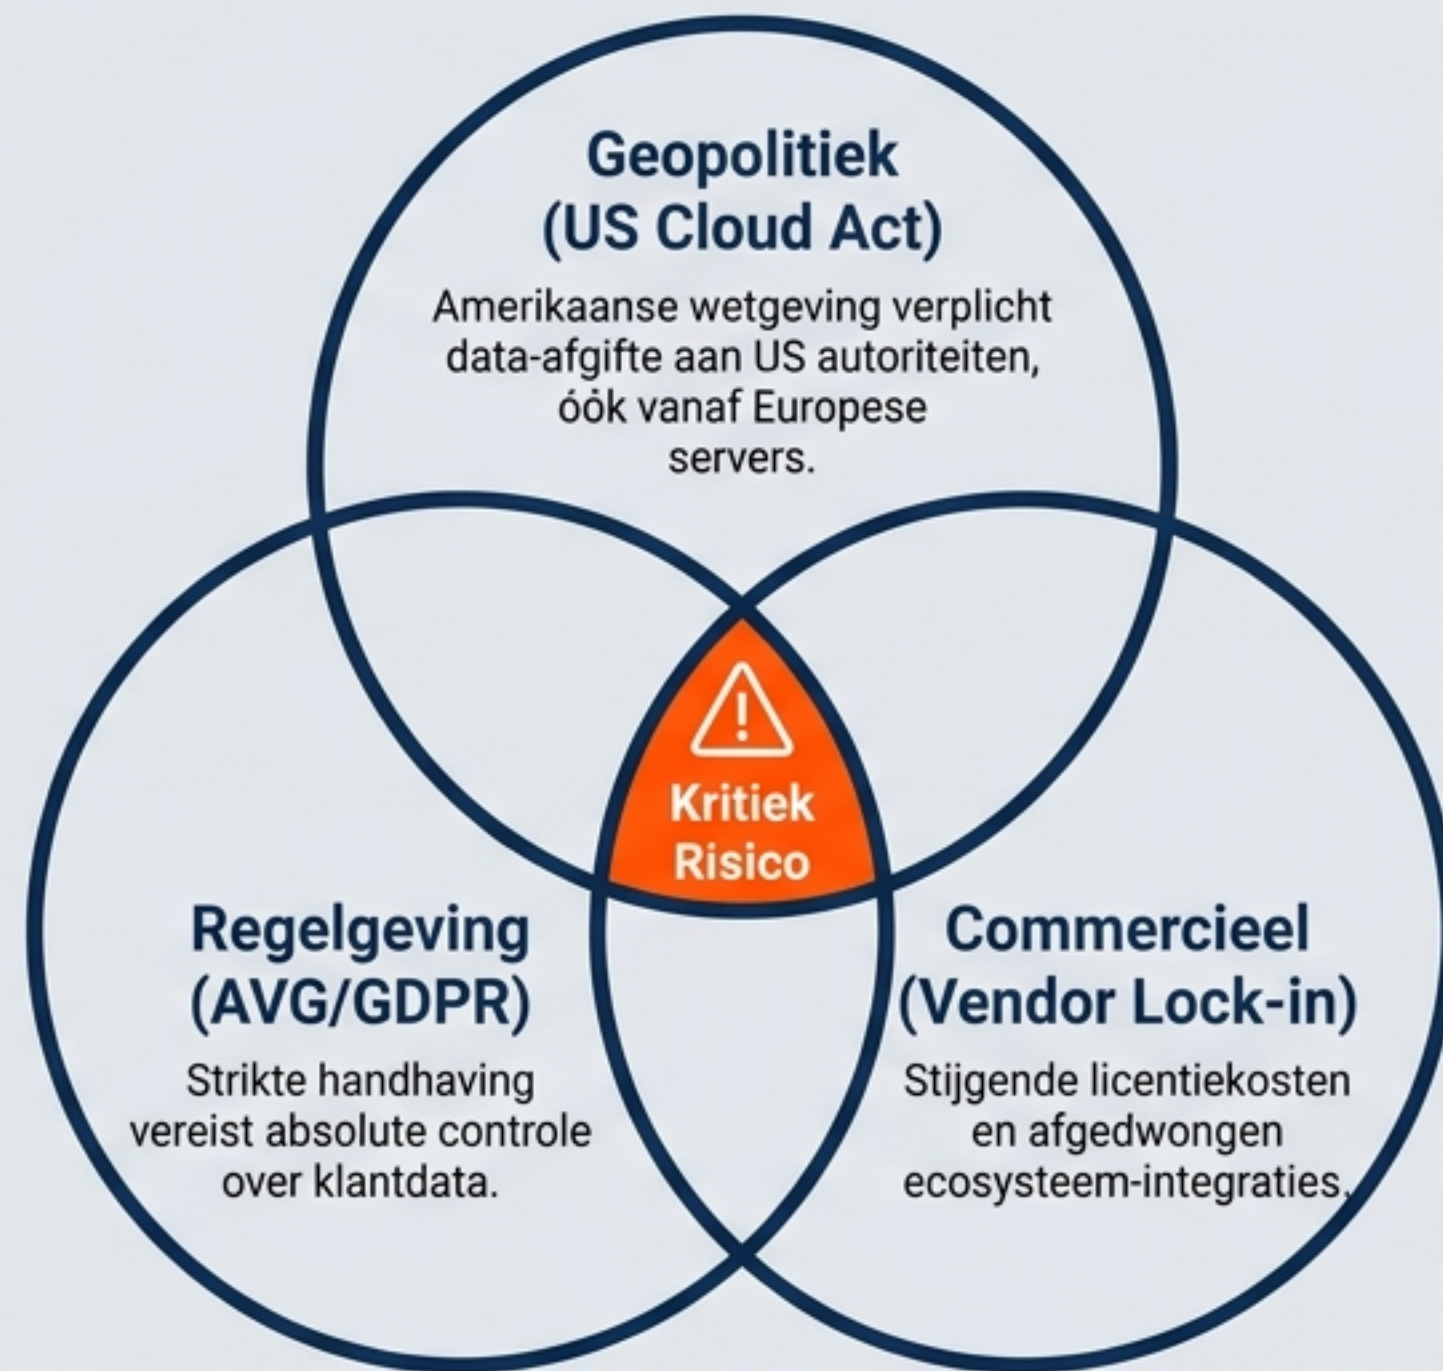 Geopolitiek
(US Cloud Act)
Amerikaanse wetgeving verplicht
data-afgifte aan US autoriteiten,
óȯk vanaf Europese
servers.
Kritiek
Risico
Regelgeving
(AVG/GDPR)
Strikte handhaving
vereist absolute controle
over klantdata.
Commercieel
(Vendor Lock-in)
Stijgende licentiekosten
en afgedwongen
ecosysteem-integraties.